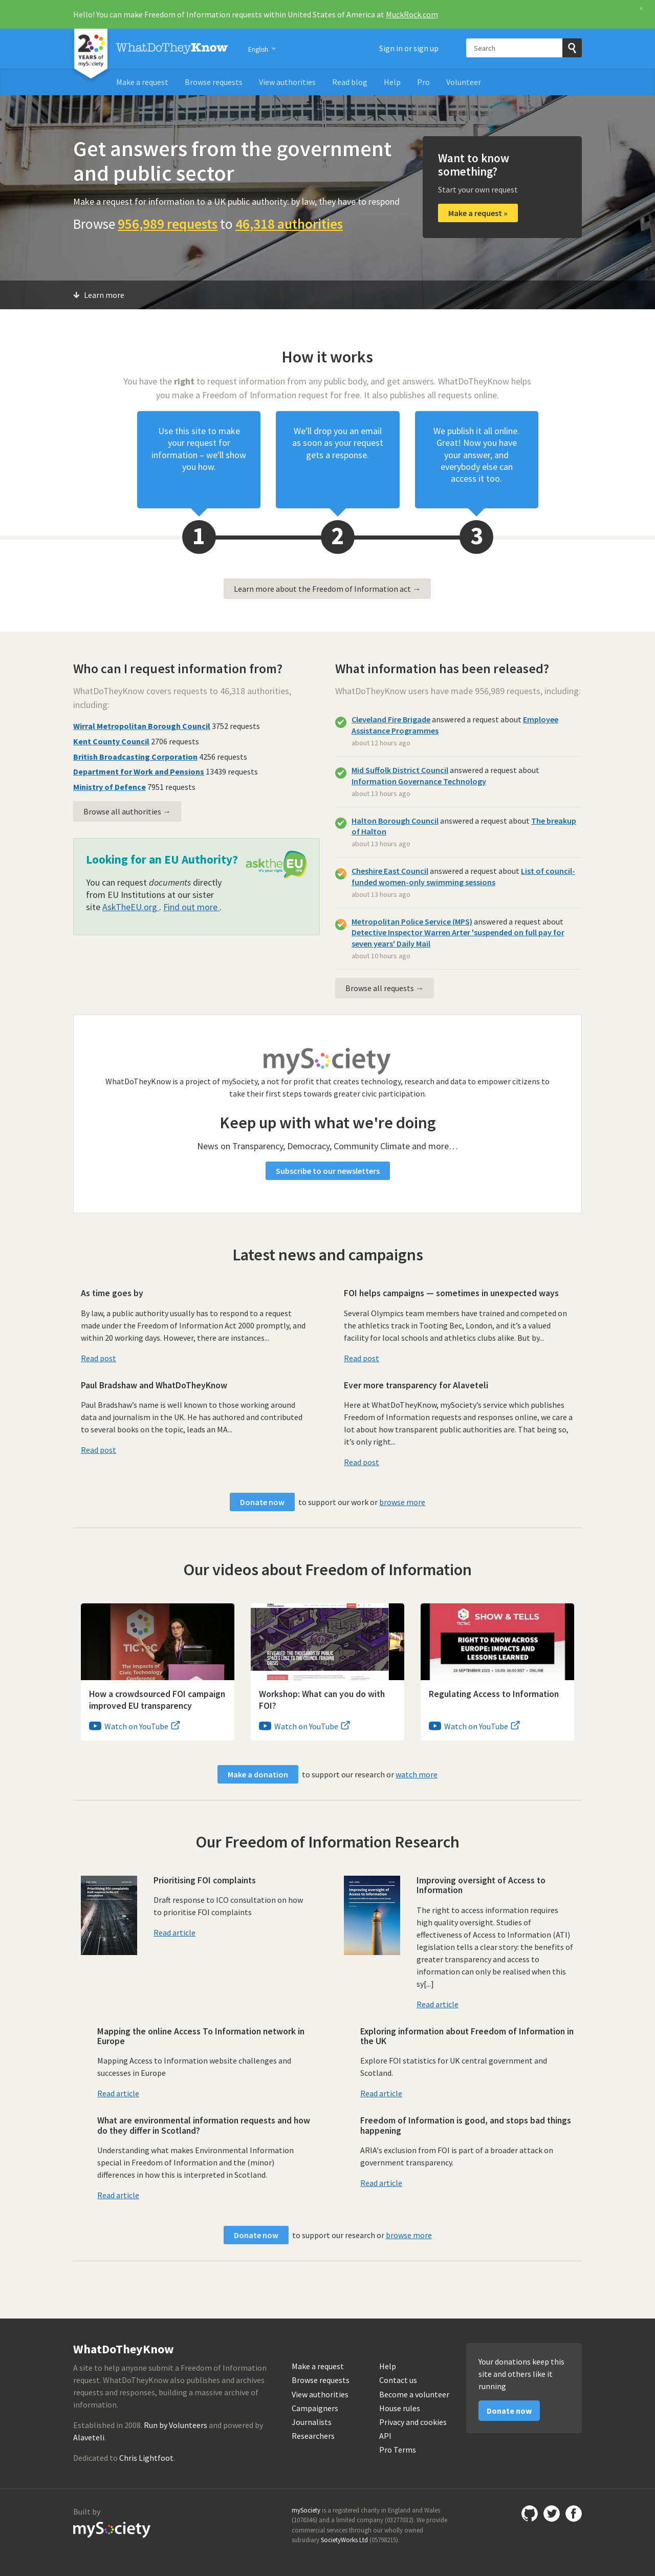 Hello! You can make Freedom of Information requests within United States of America at MuckRock.com
×
20
YEARS
of
mySociety
WhatDoTheyKnow
English
Sign in or sign up
Search
Make a request
Browse requests
View authorities
Read blog
Help
Pro
Volunteer
Get answers from the government
and public sector
Make a request for information to a UK public authority: by law, they have to respond
Browse 956,989 requests to 46,318 authorities
Want to know
something?
Start your own request
Make a request »
Learn more
How it works
You have the right to request information from any public body, and get answers. WhatDoTheyKnow helps
you make a Freedom of Information request for free. It also publishes all requests online.
Use this site to make
your request for
information – we'll show
you how.
We'll drop you an email
as soon as your request
gets a response.
We publish it all online.
Great! Now you have
your answer, and
everybody else can
access it too.
1
2
3
Learn more about the Freedom of Information act →
Who can I request information from?
WhatDoTheyKnow covers requests to 46,318 authorities,
including:
Wirral Metropolitan Borough Council 3752 requests
Kent County Council 2706 requests
British Broadcasting Corporation 4256 requests
Department for Work and Pensions 13439 requests
Ministry of Defence 7951 requests
Browse all authorities →
Looking for an EU Authority?
asktheEU
it's your right
.org
You can request documents directly
from EU Institutions at our sister
site AskTheEU.org . Find out more .
What information has been released?
WhatDoTheyKnow users have made 956,989 requests, including:
Cleveland Fire Brigade answered a request about Employee
Assistance Programmes
about 12 hours ago
Mid Suffolk District Council answered a request about
Information Governance Technology
about 13 hours ago
Halton Borough Council answered a request about The breakup
of Halton
about 13 hours ago
Cheshire East Council answered a request about List of council-
funded women-only swimming sessions
about 13 hours ago
Metropolitan Police Service (MPS) answered a request about
Detective Inspector Warren Arter 'suspended on full pay for
seven years' Daily Mail
about 10 hours ago
Browse all requests →
mySociety
WhatDoTheyKnow is a project of mySociety, a not for profit that creates technology, research and data to empower citizens to
take their first steps towards greater civic participation.
Keep up with what we're doing
News on Transparency, Democracy, Community Climate and more…
Subscribe to our newsletters
Latest news and campaigns
As time goes by
By law, a public authority usually has to respond to a request
made under the Freedom of Information Act 2000 promptly, and
within 20 working days. However, there are instances...
Read post
FOI helps campaigns — sometimes in unexpected ways
Several Olympics team members have trained and competed on
the athletics track in Tooting Bec, London, and it’s a valued
facility for local schools and athletics clubs alike. But by...
Read post
Paul Bradshaw and WhatDoTheyKnow
Paul Bradshaw’s name is well known to those working around
data and journalism in the UK. He has authored and contributed
to several books on the topic, leads an MA...
Read post
Ever more transparency for Alaveteli
Here at WhatDoTheyKnow, mySociety’s service which publishes
Freedom of Information requests and responses online, we care a
lot about how transparent public authorities are. That being so,
it’s only right...
Read post
Donate now to support our work or browse more
Our videos about Freedom of Information
TICTeC
The Impacts of
Civic Technology
Conference
REVEALED: THE THOUSANDS OF PUBLIC
SPACES LOST TO THE COUNCIL FUNDING
CRISIS
TICTeC
SHOW & TELLS
RIGHT TO KNOW ACROSS
EUROPE: IMPACTS AND
LESSONS LEARNED
How a crowdsourced FOI campaign
improved EU transparency
Watch on YouTube
Workshop: What can you do with
FOI?
Watch on YouTube
Regulating Access to Information
Watch on YouTube
Make a donation to support our research or watch more
Our Freedom of Information Research
Prioritising FOI complaints
Prioritising FOI complaints
Draft response to ICO consultation on how
to prioritise FOI complaints
Read article
Improving oversight of
Access to Information
Improving oversight of Access to
Information
The right to access information requires
high quality oversight. Studies of
effectiveness of Access to Information (ATI)
legislation tells a clear story: the benefits of
greater transparency and access to
information can only be realised when this
sy[...]
Read article
Mapping the online Access To Information network in
Europe
Mapping Access to Information website challenges and
successes in Europe
Read article
Exploring information about Freedom of Information in
the UK
Explore FOI statistics for UK central government and
Scotland.
Read article
What are environmental information requests and how
do they differ in Scotland?
Understanding what makes Environmental Information
special in Freedom of Information and the (minor)
differences in how this is interpreted in Scotland.
Read article
Freedom of Information is good, and stops bad things
happening
ARIA's exclusion from FOI is part of a broader attack on
government transparency.
Read article
Donate now to support our research or browse more
WhatDoTheyKnow
A site to help anyone submit a Freedom of Information
request. WhatDoTheyKnow also publishes and archives
requests and responses, building a massive archive of
information.
Established in 2008. Run by Volunteers and powered by
Alaveteli.
Dedicated to Chris Lightfoot.
Make a request
Browse requests
View authorities
Campaigners
Journalists
Researchers
Help
Contact us
Become a volunteer
House rules
Privacy and cookies
API
Pro Terms
Your donations keep this
site and others like it
running
Donate now
Built by
mySociety
mySociety is a registered charity in England and Wales
(1076346) and a limited company (03277032). We provide
commercial services through our wholly owned
subsidiary SocietyWorks Ltd (05798215).